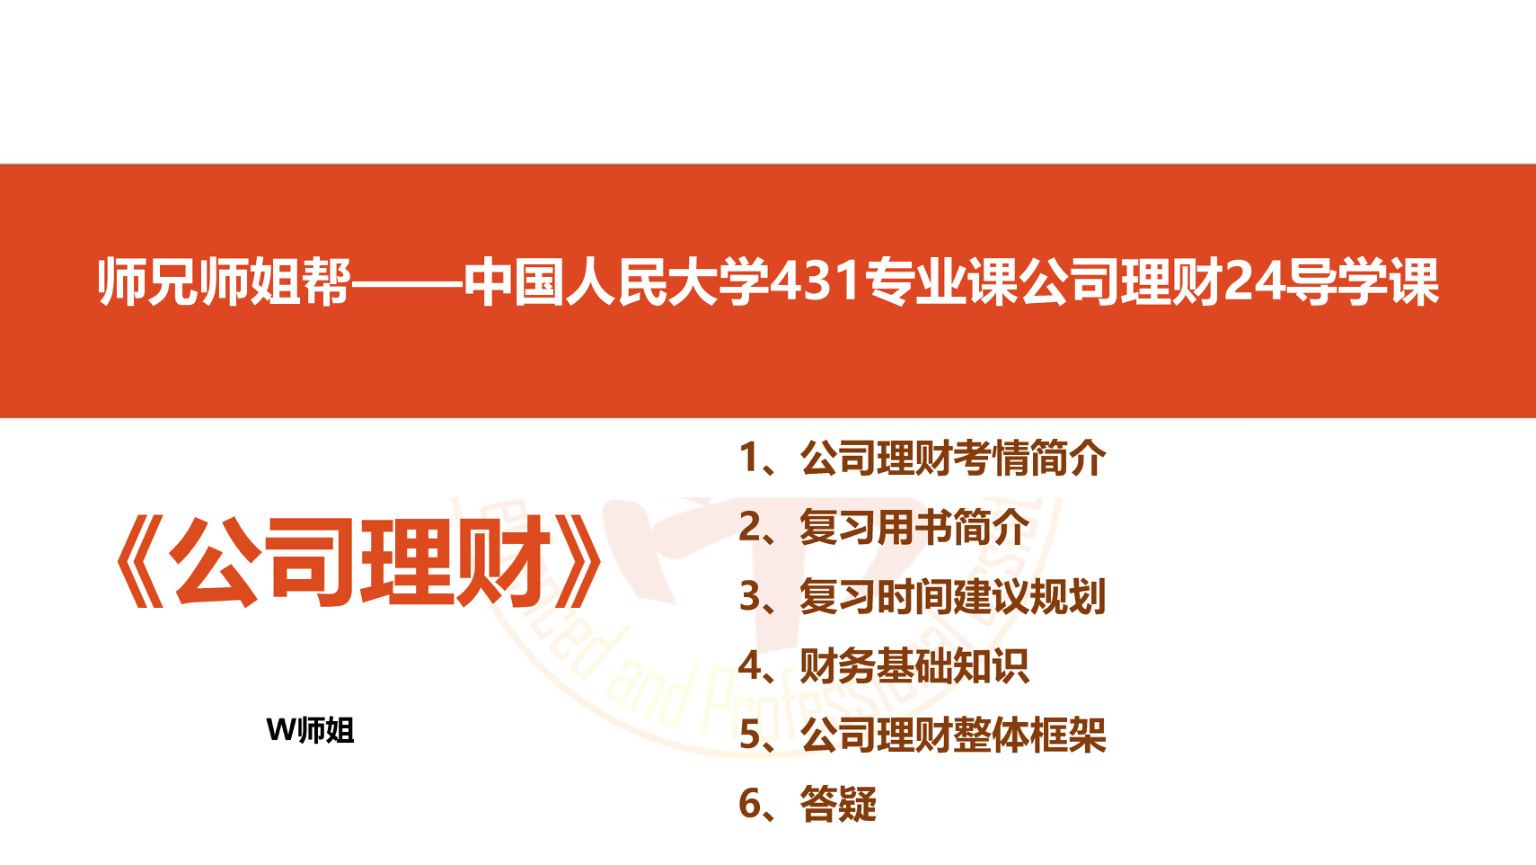 师兄师姐帮——中国人民大学431专业课公司理财24导学课
《公司理财》
W师姐
1、公司理财考情简介
2、复习用书简介
3、复习时间建议规划
4、财务基础知识
5、公司理财整体框架
6、答疑
and Professional